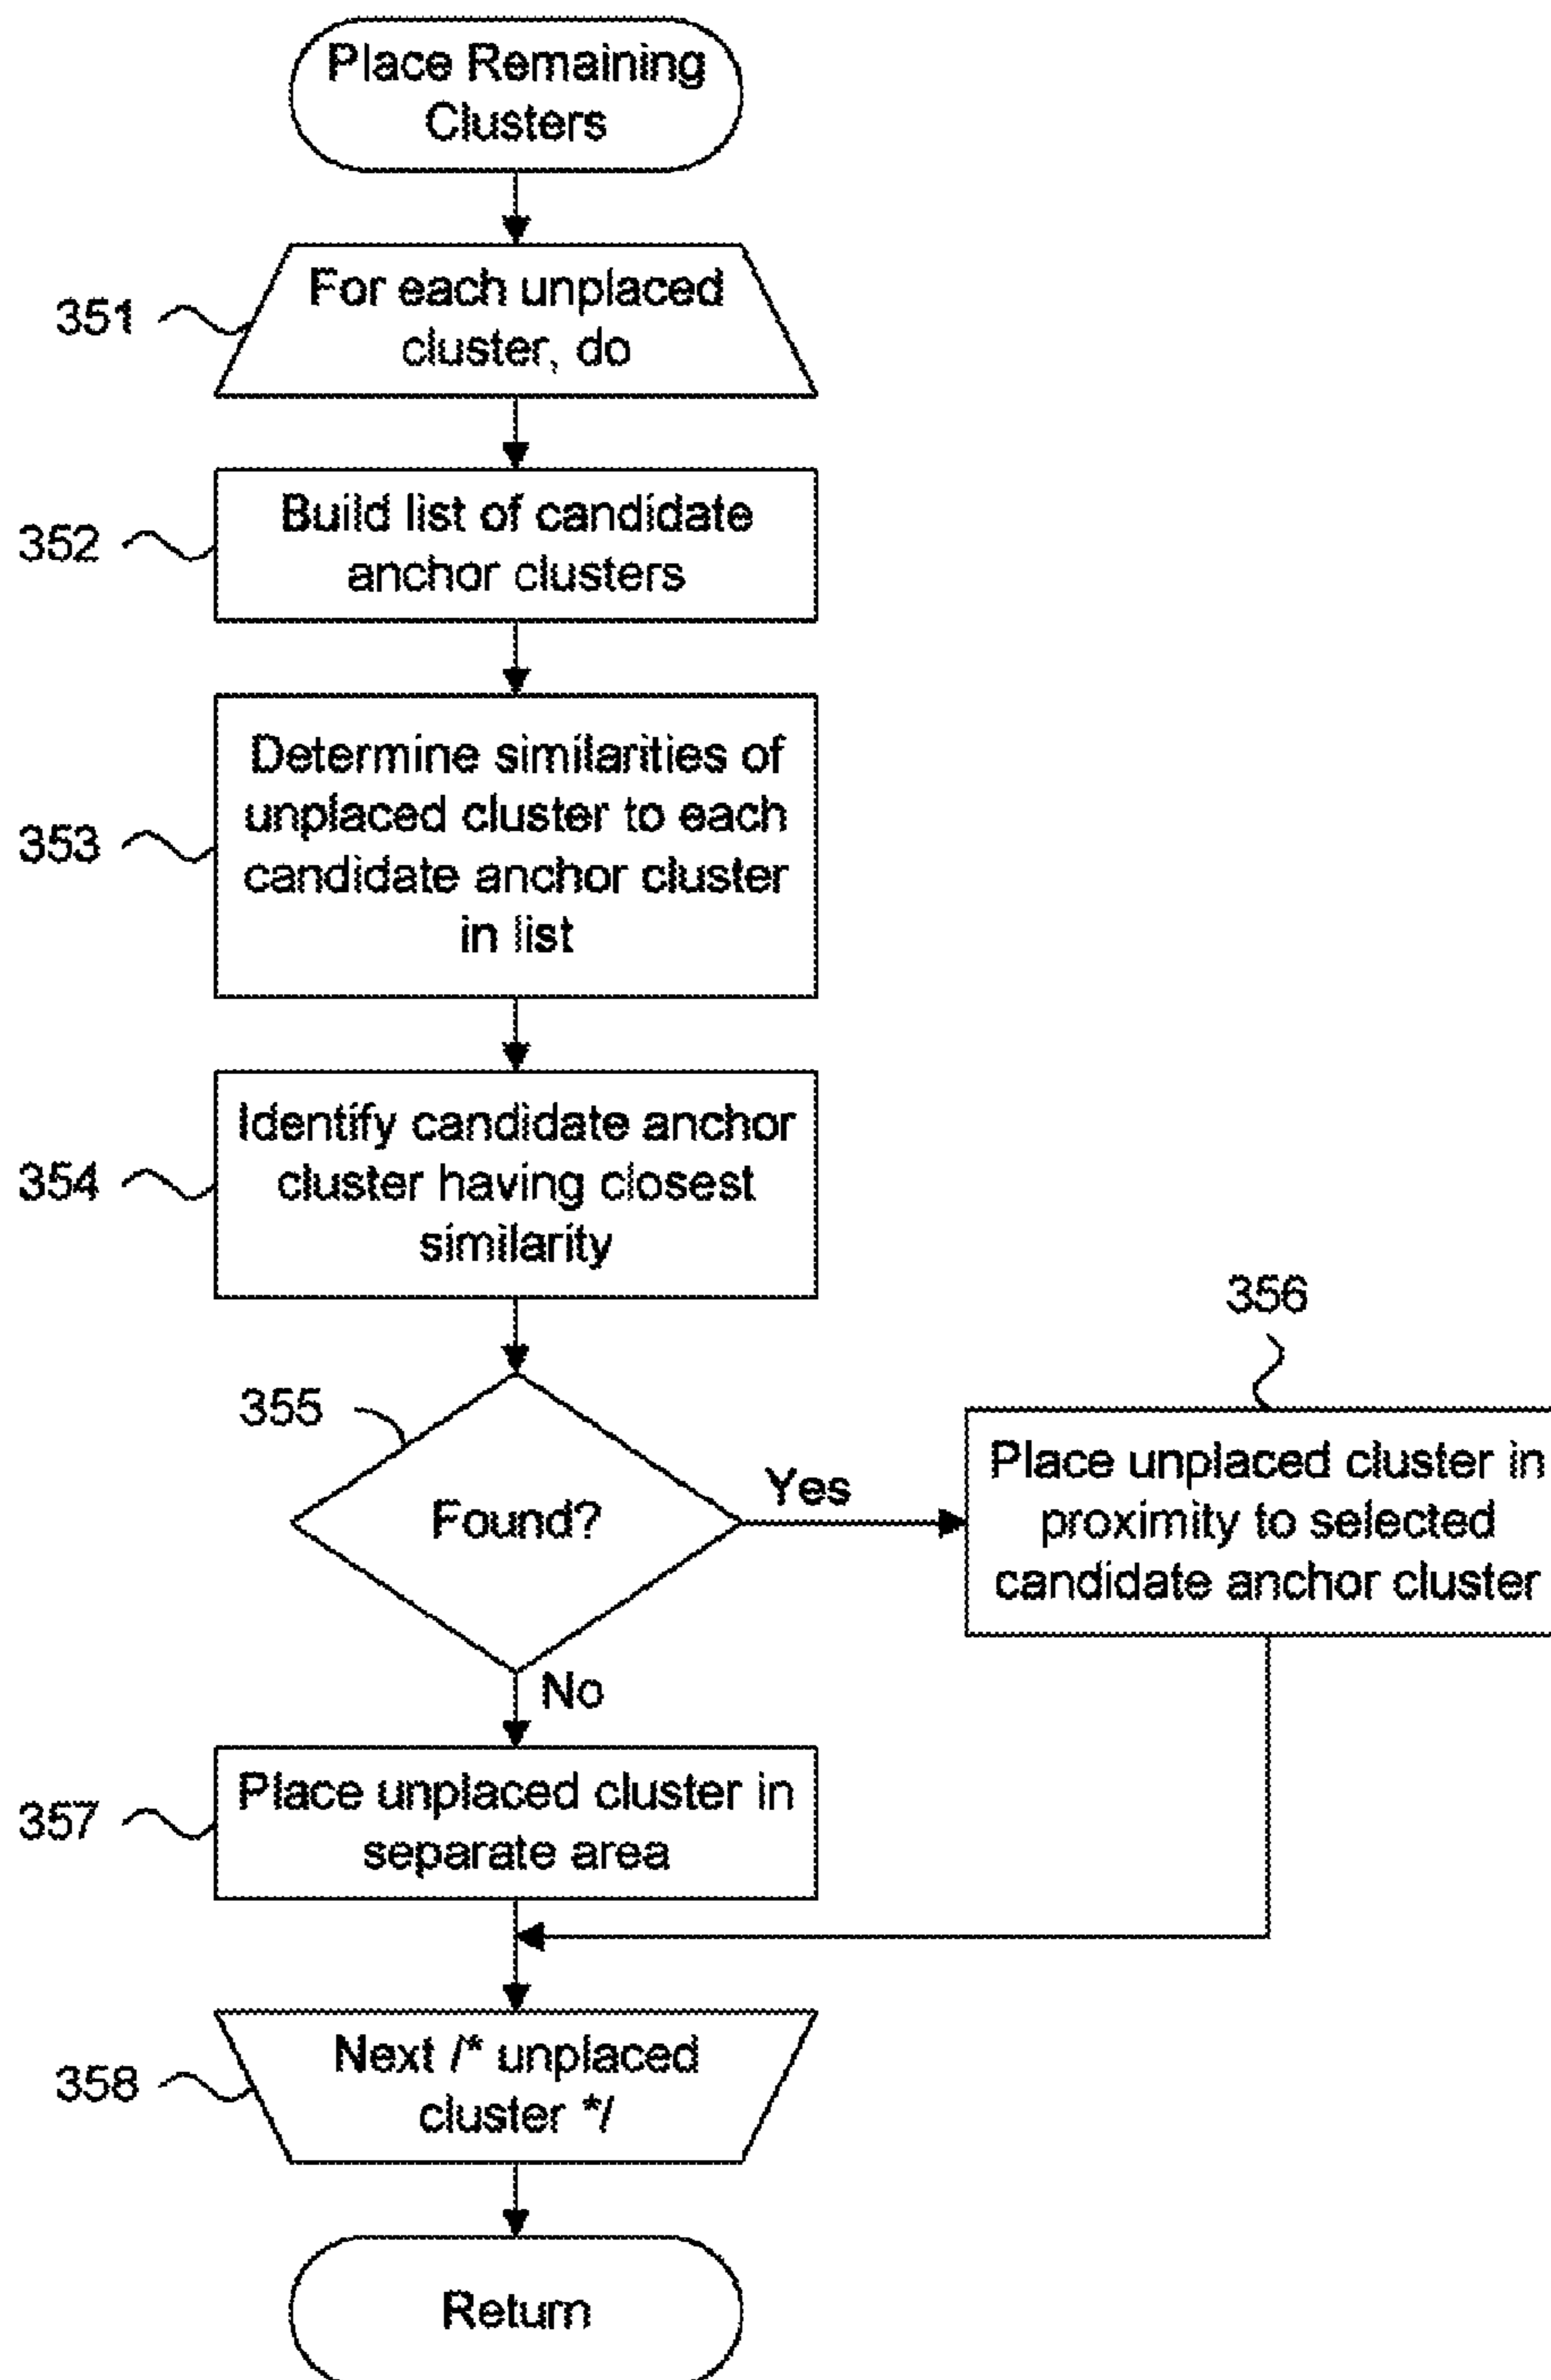 Place Remaining
Clusters
351
For each unplaced
cluster, do
352
Build list of candidate
anchor clusters
353
Determine similarities of
unplaced cluster to each
candidate anchor cluster
in list
354
Identify candidate anchor
cluster having closest
similarity
355
Found?
Yes
356
Place unplaced cluster in
proximity to selected
candidate anchor cluster
No
357
Place unplaced cluster in
separate area
358
Next /* unplaced
cluster */
Return